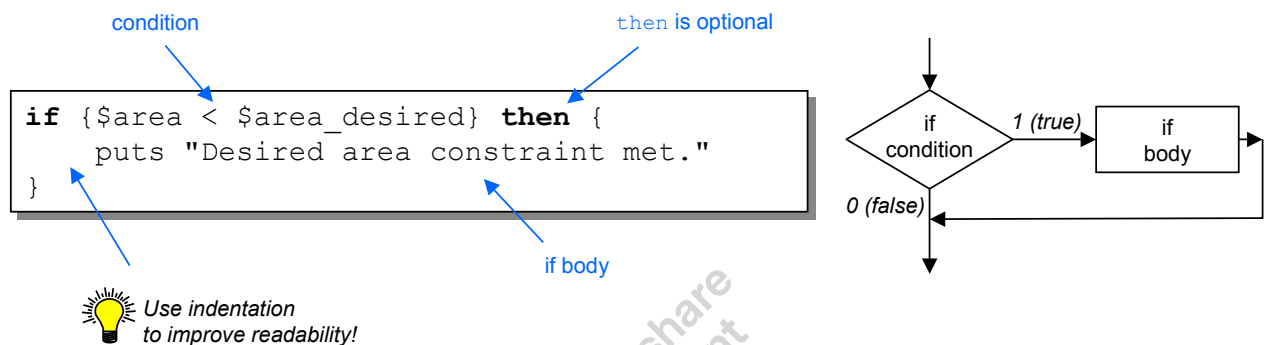 condition
then is optional
if {$area < $area_desired} then {
puts "Desired area constraint met."
}
if body
Use indentation
to improve readability!
if
condition
1 (true)
if
body
0 (false)
share